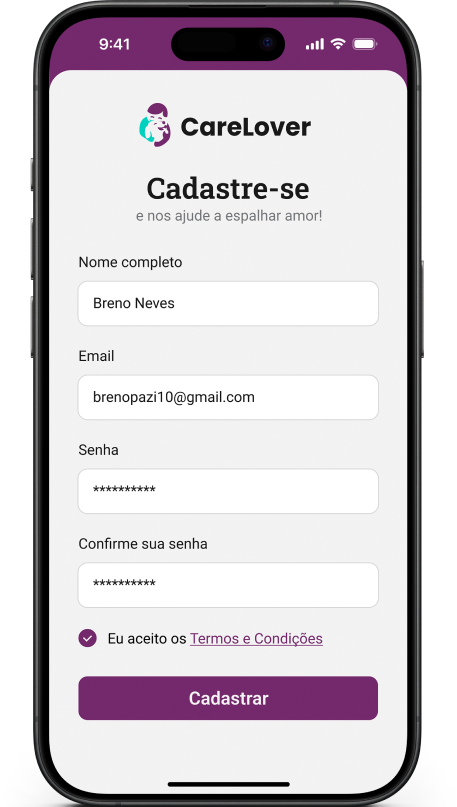 9:41
CareLover
Cadastre-se
e nos ajude a espalhar amor!
Nome completo
Breno Neves
Email
brenopazi10@gmail.com
Senha
**********
Confirme sua senha
**********
Eu aceito os Termos e Condições
Cadastrar